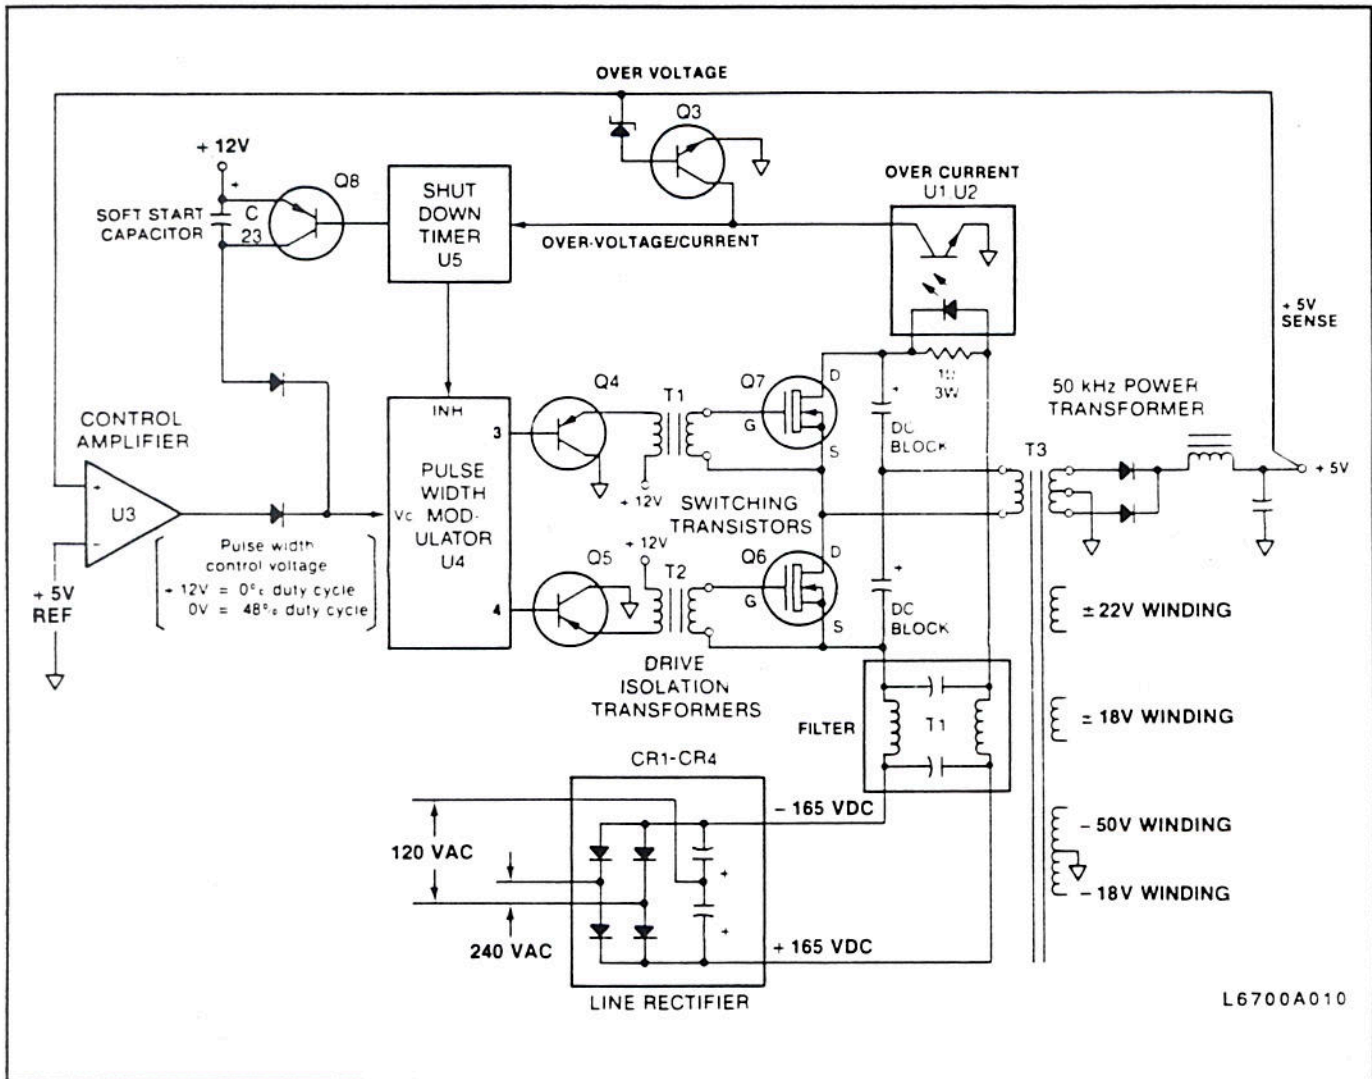 OVER VOLTAGE
Q3
+ 12V
+
Q8
SOFT START
CAPACITOR
C
23
SHUT
DOWN
TIMER
U5
OVER-VOLTAGE/CURRENT
OVER CURRENT
U1 U2
+ 5V
SENSE
CONTROL
AMPLIFIER
+
U3
-
+ 5V
REF
Pulse width
control voltage
+ 12V = 0% duty cycle
0V = 48% duty cycle
INH
3
PULSE
WIDTH
MOD-
ULATOR
U4
Vc
4
Q4
T1
+ 12V
Q7
D
G
S
3W
+
DC
BLOCK
SWITCHING
TRANSISTORS
50 kHz POWER
TRANSFORMER
T3
+ 5V
Q5
+ 12V
T2
Q6
D
G
S
+
DC
BLOCK
DRIVE
ISOLATION
TRANSFORMERS
± 22V WINDING
FILTER
T1
± 18V WINDING
CR1-CR4
- 165 VDC
- 50V WINDING
120 VAC
+
- 18V WINDING
+
240 VAC
+ 165 VDC
LINE RECTIFIER
L6700A010